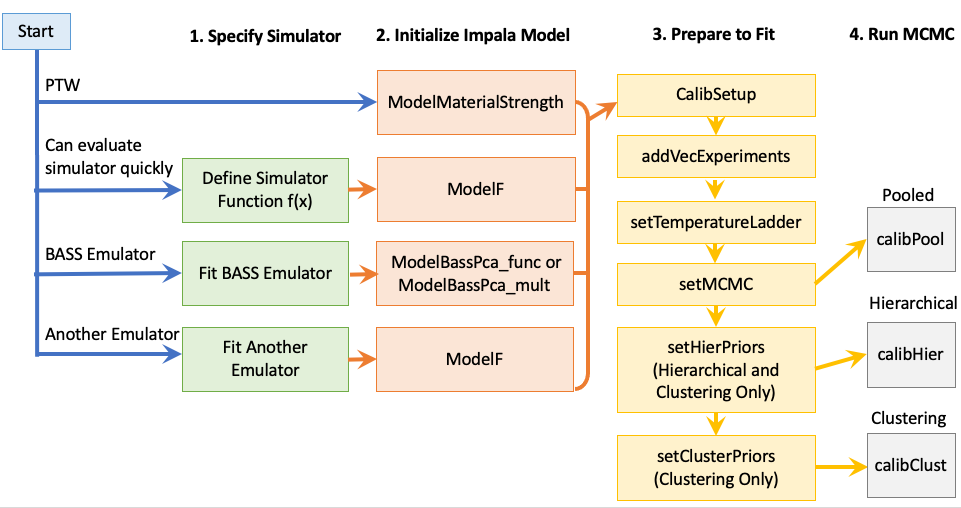 Start
1. Specify Simulator
2. Initialize Impala Model
3. Prepare to Fit
4. Run MCMC
PTW
ModelMaterialStrength
Can evaluate
simulator quickly
Define Simulator
Function f(x)
ModelF
BASS Emulator
Fit BASS Emulator
ModelBassPca_func or
ModelBassPca_mult
Another Emulator
Fit Another
Emulator
ModelF
CalibSetup
addVecExperiments
setTemperatureLadder
setMCMC
setHierPriors
(Hierarchical and
Clustering Only)
setClusterPriors
(Clustering Only)
Pooled
calibPool
Hierarchical
calibHier
Clustering
calibClust